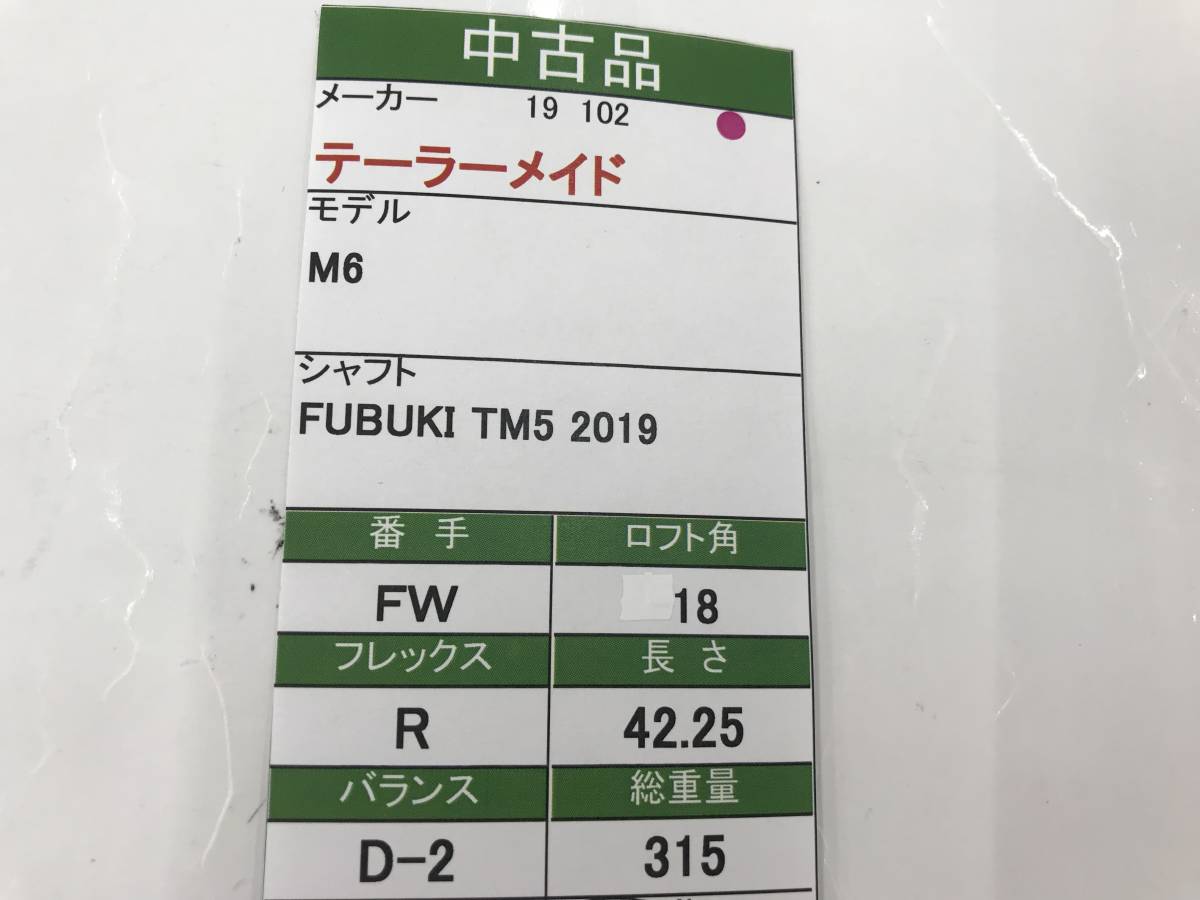 中古品
メーカー 19 102
テーラーメイド
モデル
M6
シャフト
FUBUKI TM5 2019
番手 ロフト角
FW 18
フレックス 長さ
R 42.25
バランス 総重量
D-2 315